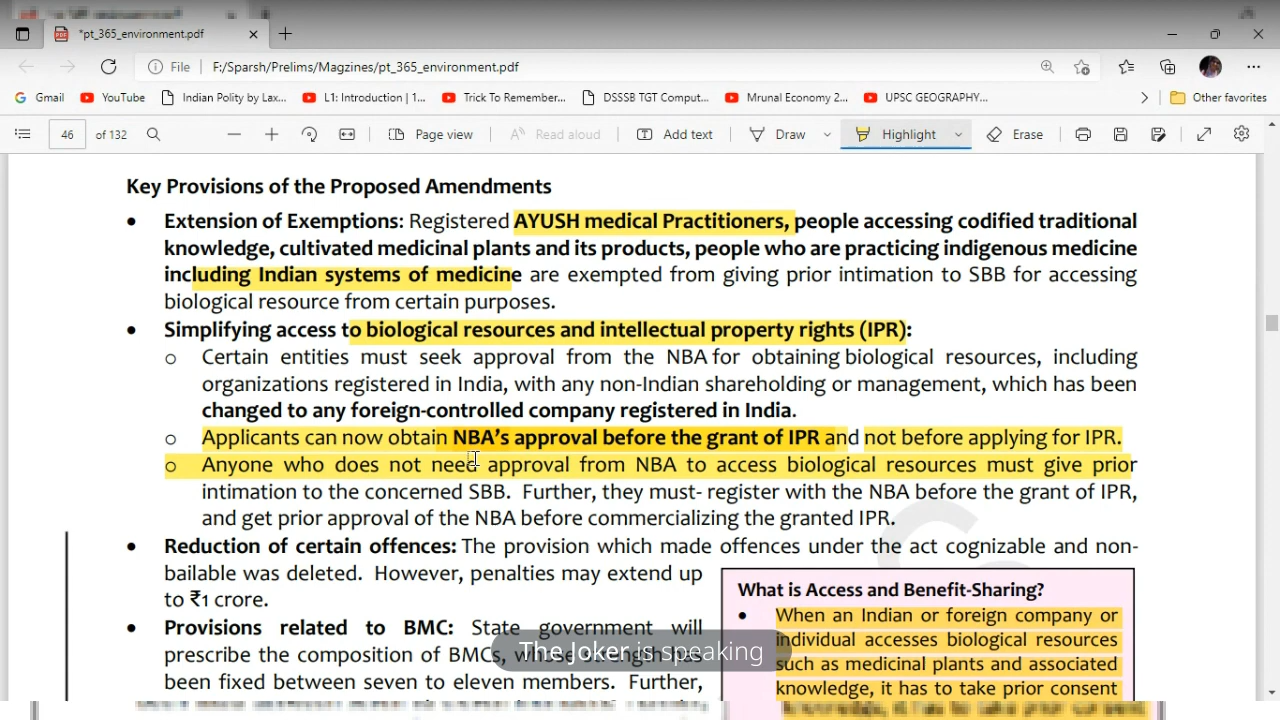 *pt_365_environment.pdf
File | F:/Sparsh/Prelims/Magzines/pt_365_environment.pdf
Gmail YouTube Indian Polity by Lax... L1: Introduction | 1... Trick To Remember... DSSSB TGT Comput... Mrunal Economy 2... UPSC GEOGRAPHY... Other favorites
46 of 132 Page view Read aloud Add text Draw Highlight Erase
Key Provisions of the Proposed Amendments
• Extension of Exemptions: Registered AYUSH medical Practitioners, people accessing codified traditional
knowledge, cultivated medicinal plants and its products, people who are practicing indigenous medicine
including Indian systems of medicine are exempted from giving prior intimation to SBB for accessing
biological resource from certain purposes.
• Simplifying access to biological resources and intellectual property rights (IPR):
o Certain entities must seek approval from the NBA for obtaining biological resources, including
organizations registered in India, with any non-Indian shareholding or management, which has been
changed to any foreign-controlled company registered in India.
o Applicants can now obtain NBA's approval before the grant of IPR and not before applying for IPR.
o Anyone who does not need approval from NBA to access biological resources must give prior
intimation to the concerned SBB. Further, they must- register with the NBA before the grant of IPR,
and get prior approval of the NBA before commercializing the granted IPR.
• Reduction of certain offences: The provision which made offences under the act cognizable and non-
bailable was deleted. However, penalties may extend up
to ₹1 crore.
• Provisions related to BMC: State government will
prescribe the composition of BMCs, whose strength has
been fixed between seven to eleven members. Further,
What is Access and Benefit-Sharing?
• When an Indian or foreign company or
individual accesses biological resources
such as medicinal plants and associated
knowledge, it has to take prior consent
The Joker is speaking